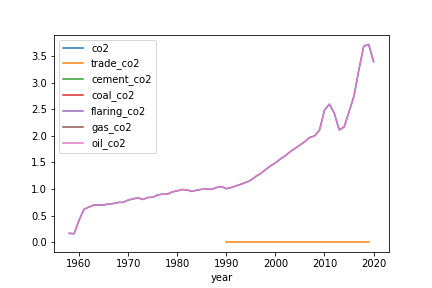 co2
trade_co2
cement_co2
coal_co2
flaring_co2
gas_co2
oil_co2
3.5
3.0
2.5
2.0
1.5
1.0
0.5
0.0
1960 1970 1980 1990 2000 2010 2020
year